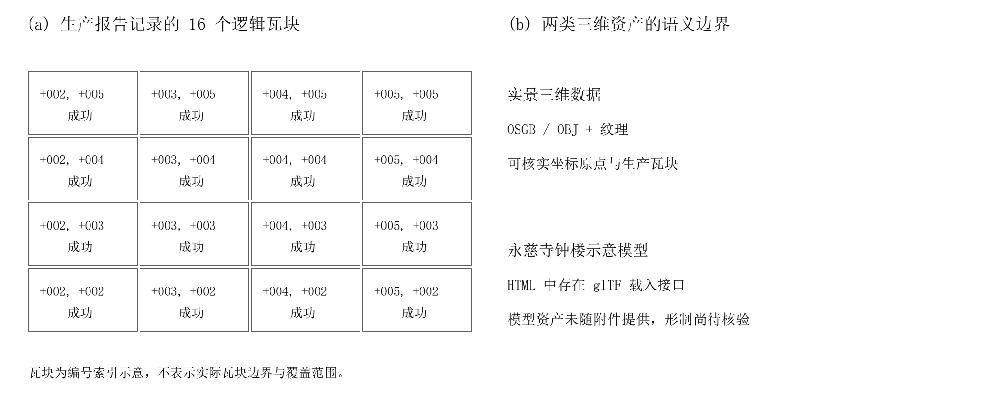 (a) 生产报告记录的 16 个逻辑瓦块
+002, +005
成功
+003, +005
成功
+004, +005
成功
+005, +005
成功
+002, +004
成功
+003, +004
成功
+004, +004
成功
+005, +004
成功
+002, +003
成功
+003, +003
成功
+004, +003
成功
+005, +003
成功
+002, +002
成功
+003, +002
成功
+004, +002
成功
+005, +002
成功
瓦块为编号索引示意，不表示实际瓦块边界与覆盖范围。
(b) 两类三维资产的语义边界
实景三维数据
OSGB / OBJ + 纹理
可核实坐标原点与生产瓦块
永慈寺钟楼示意模型
HTML 中存在 glTF 载入接口
模型资产未随附件提供，形制尚待核验